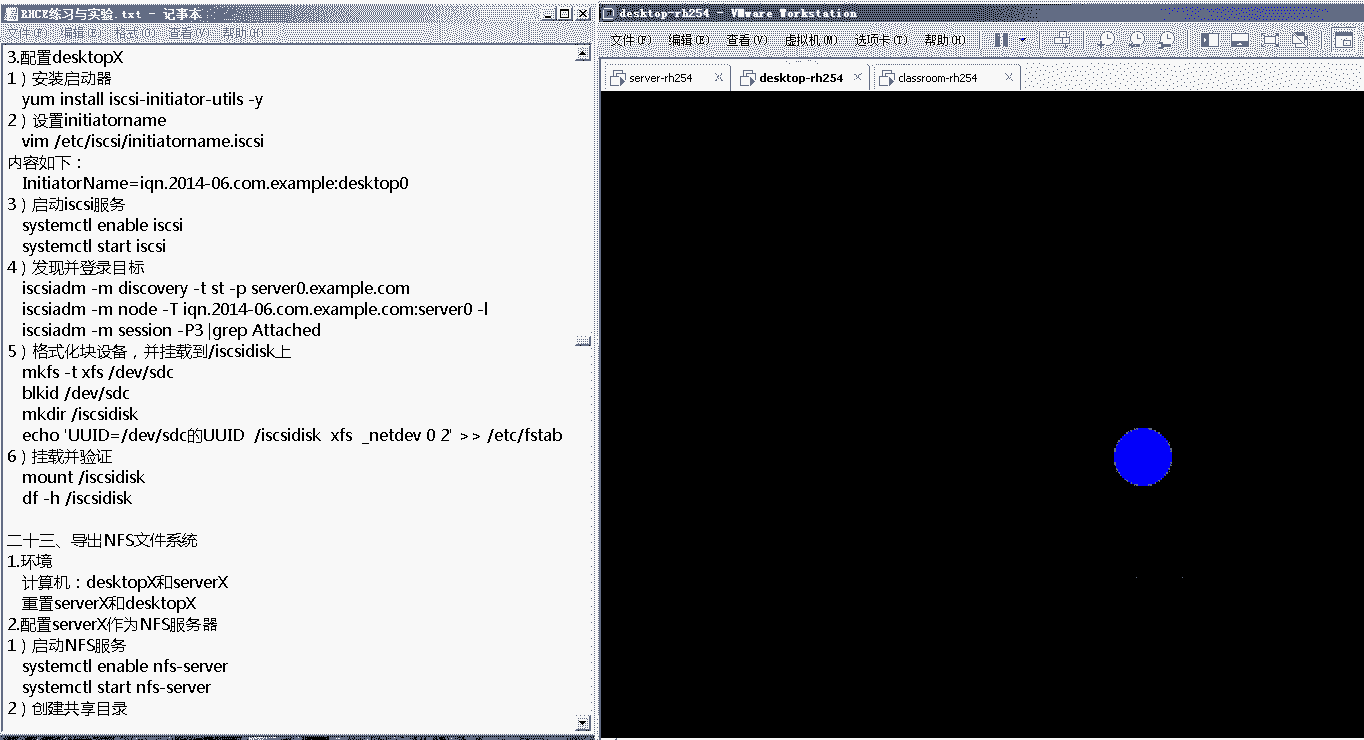 RHCE练习与实验.txt - 记事本
文件(F) 编辑(E) 格式(O) 查看(V) 帮助(H)
3.配置desktopX
1）安装启动器
yum install iscsi-initiator-utils -y
2）设置initiatorname
vim /etc/iscsi/initiatorname.iscsi
内容如下：
InitiatorName=iqn.2014-06.com.example:desktop0
3）启动iscsi服务
systemctl enable iscsi
systemctl start iscsi
4）发现并登录目标
iscsiadm -m discovery -t st -p server0.example.com
iscsiadm -m node -T iqn.2014-06.com.example.com:server0 -l
iscsiadm -m session -P3 |grep Attached
5）格式化块设备，并挂载到/iscsidisk上
mkfs -t xfs /dev/sdc
blkid /dev/sdc
mkdir /iscsidisk
echo 'UUID=/dev/sdc的UUID /iscsidisk xfs _netdev 0 2' >> /etc/fstab
6）挂载并验证
mount /iscsidisk
df -h /iscsidisk
二十三、导出NFS文件系统
1.环境
计算机：desktopX和serverX
重置serverX和desktopX
2.配置serverX作为NFS服务器
1）启动NFS服务
systemctl enable nfs-server
systemctl start nfs-server
2）创建共享目录
desktop-rh254 - VMware Workstation
文件(F) 编辑(E) 查看(V) 虚拟机(M) 选项卡(T) 帮助(H)
server-rh254 desktop-rh254 classroom-rh254